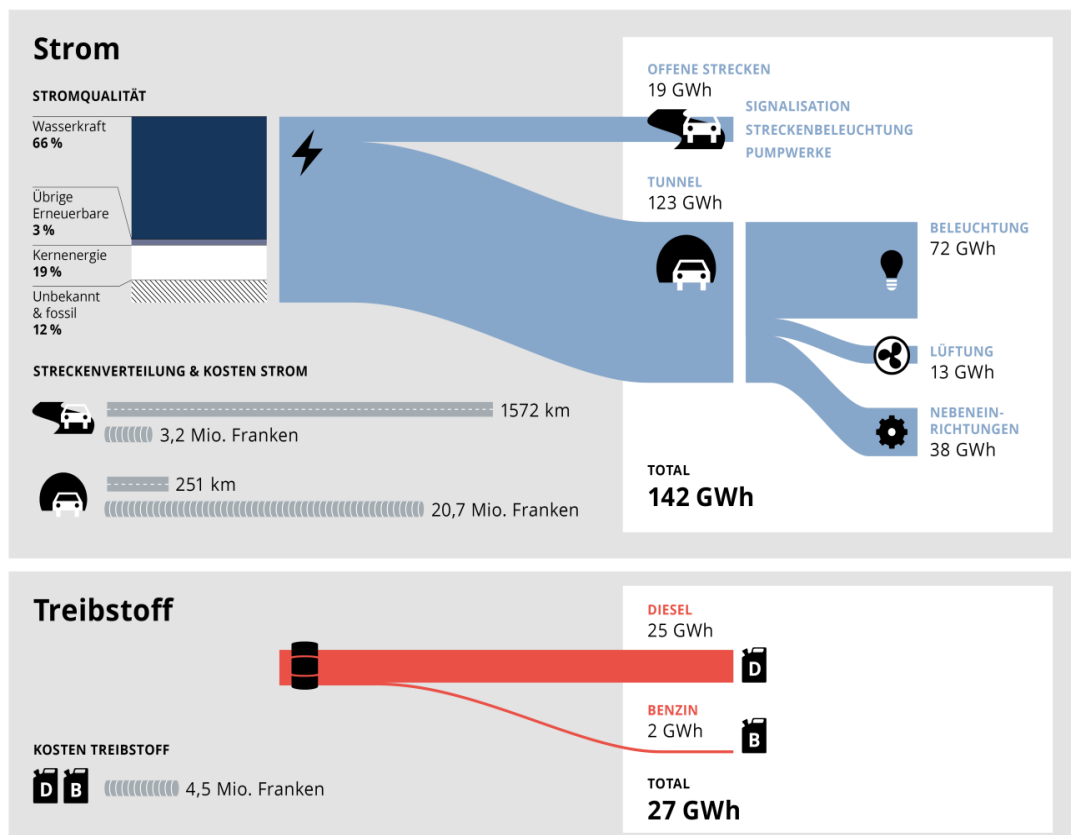 Strom
STROMQUALITÄT
Wasserkraft
66 %
Übrige
Erneuerbare
3 %
Kernenergie
19 %
Unbekannt
& fossil
12 %
OFFENE STRECKEN
19 GWh
SIGNALISATION
STRECKENBELEUCHTUNG
PUMPWERKE
TUNNEL
123 GWh
BELEUCHTUNG
72 GWh
LÜFTUNG
13 GWh
NEBENEIN-
RICHTUNGEN
38 GWh
TOTAL
142 GWh
STRECKENVERTEILUNG & KOSTEN STROM
1572 km
3,2 Mio. Franken
251 km
20,7 Mio. Franken
Treibstoff
DIESEL
25 GWh
D
BENZIN
2 GWh
B
TOTAL
27 GWh
KOSTEN TREIBSTOFF
D B
4,5 Mio. Franken